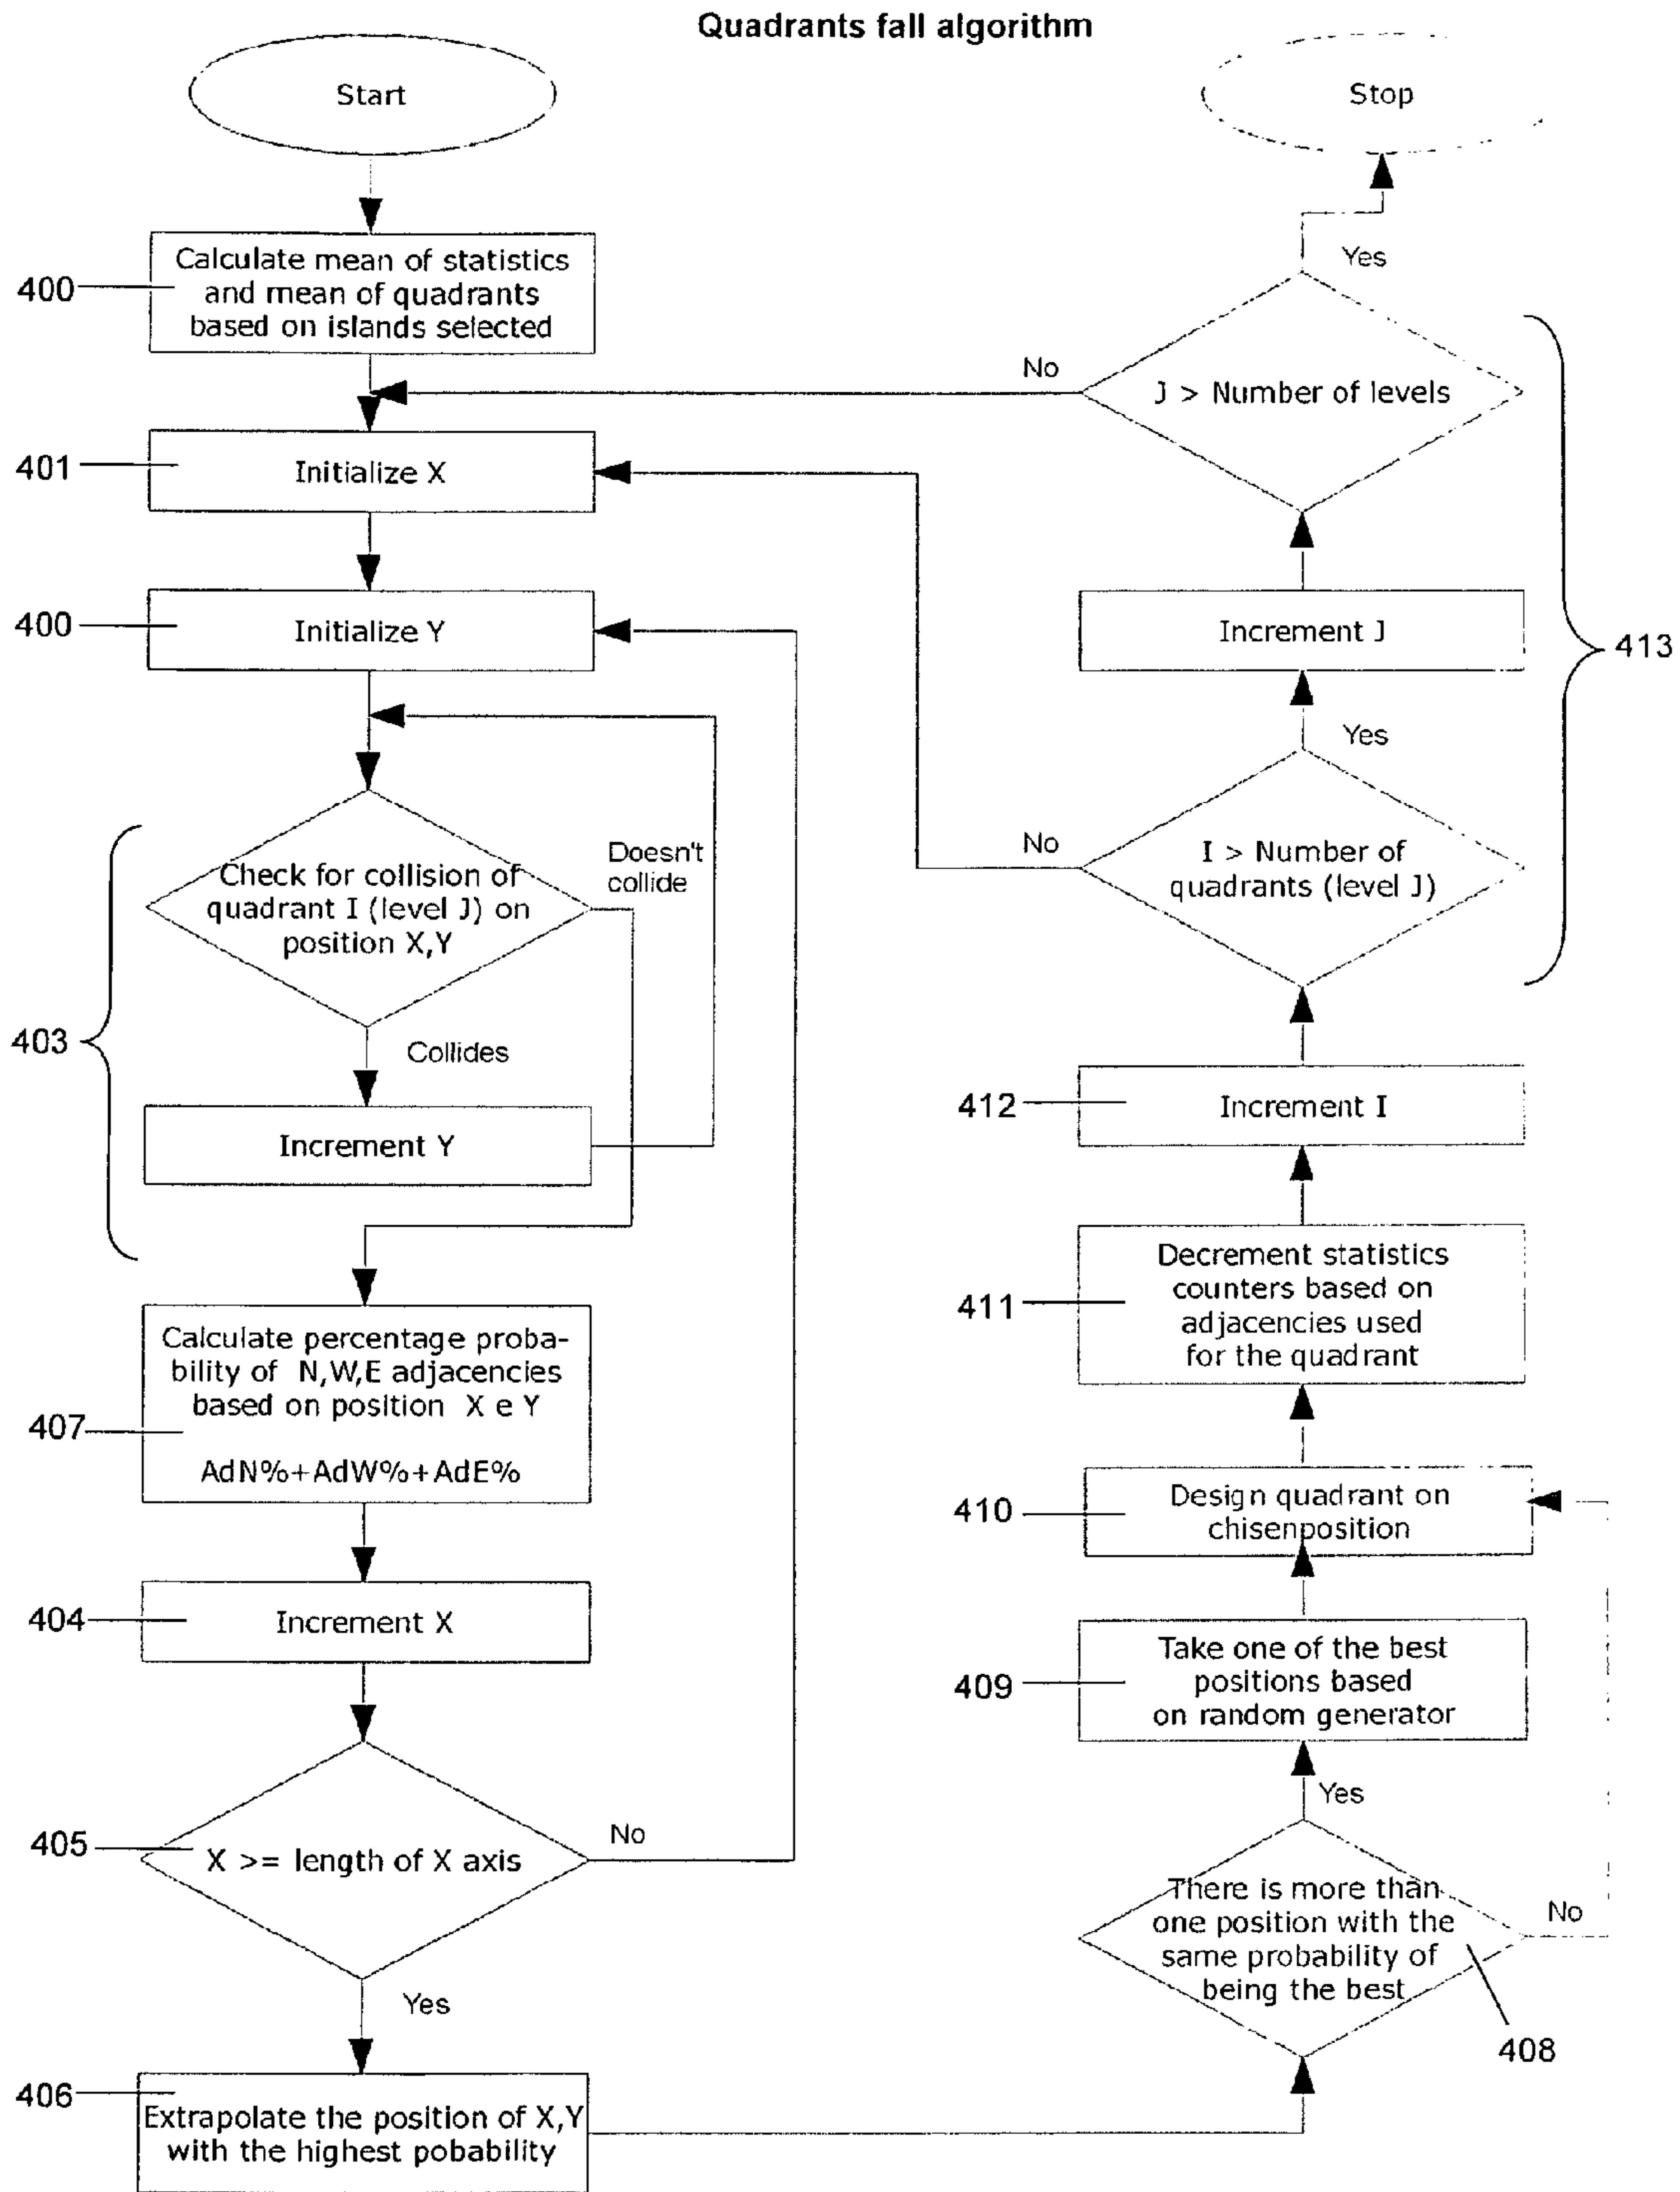 Quadrants fall algorithm
Start
400
Calculate mean of statistics
and mean of quadrants
based on islands selected
401
Initialize X
400
Initialize Y
403
Check for collision of
quadrant I (level J) on
position X,Y
Doesn't
collide
Collides
Increment Y
407
Calculate percentage proba-
bility of N,W,E adjacencies
based on position X e Y
AdN%+AdW%+AdE%
404
Increment X
405
X >= length of X axis
No
Yes
406
Extrapolate the position of X,Y
with the highest pobability
Stop
Yes
No
J > Number of levels
Increment J
413
Yes
No
I > Number of
quadrants (level J)
412
Increment I
411
Decrement statistics
counters based on
adjacencies used
for the quadrant
410
Design quadrant on
chisenposition
409
Take one of the best
positions based
on random generator
Yes
There is more than
one position with the
same probability of
being the best
No
408